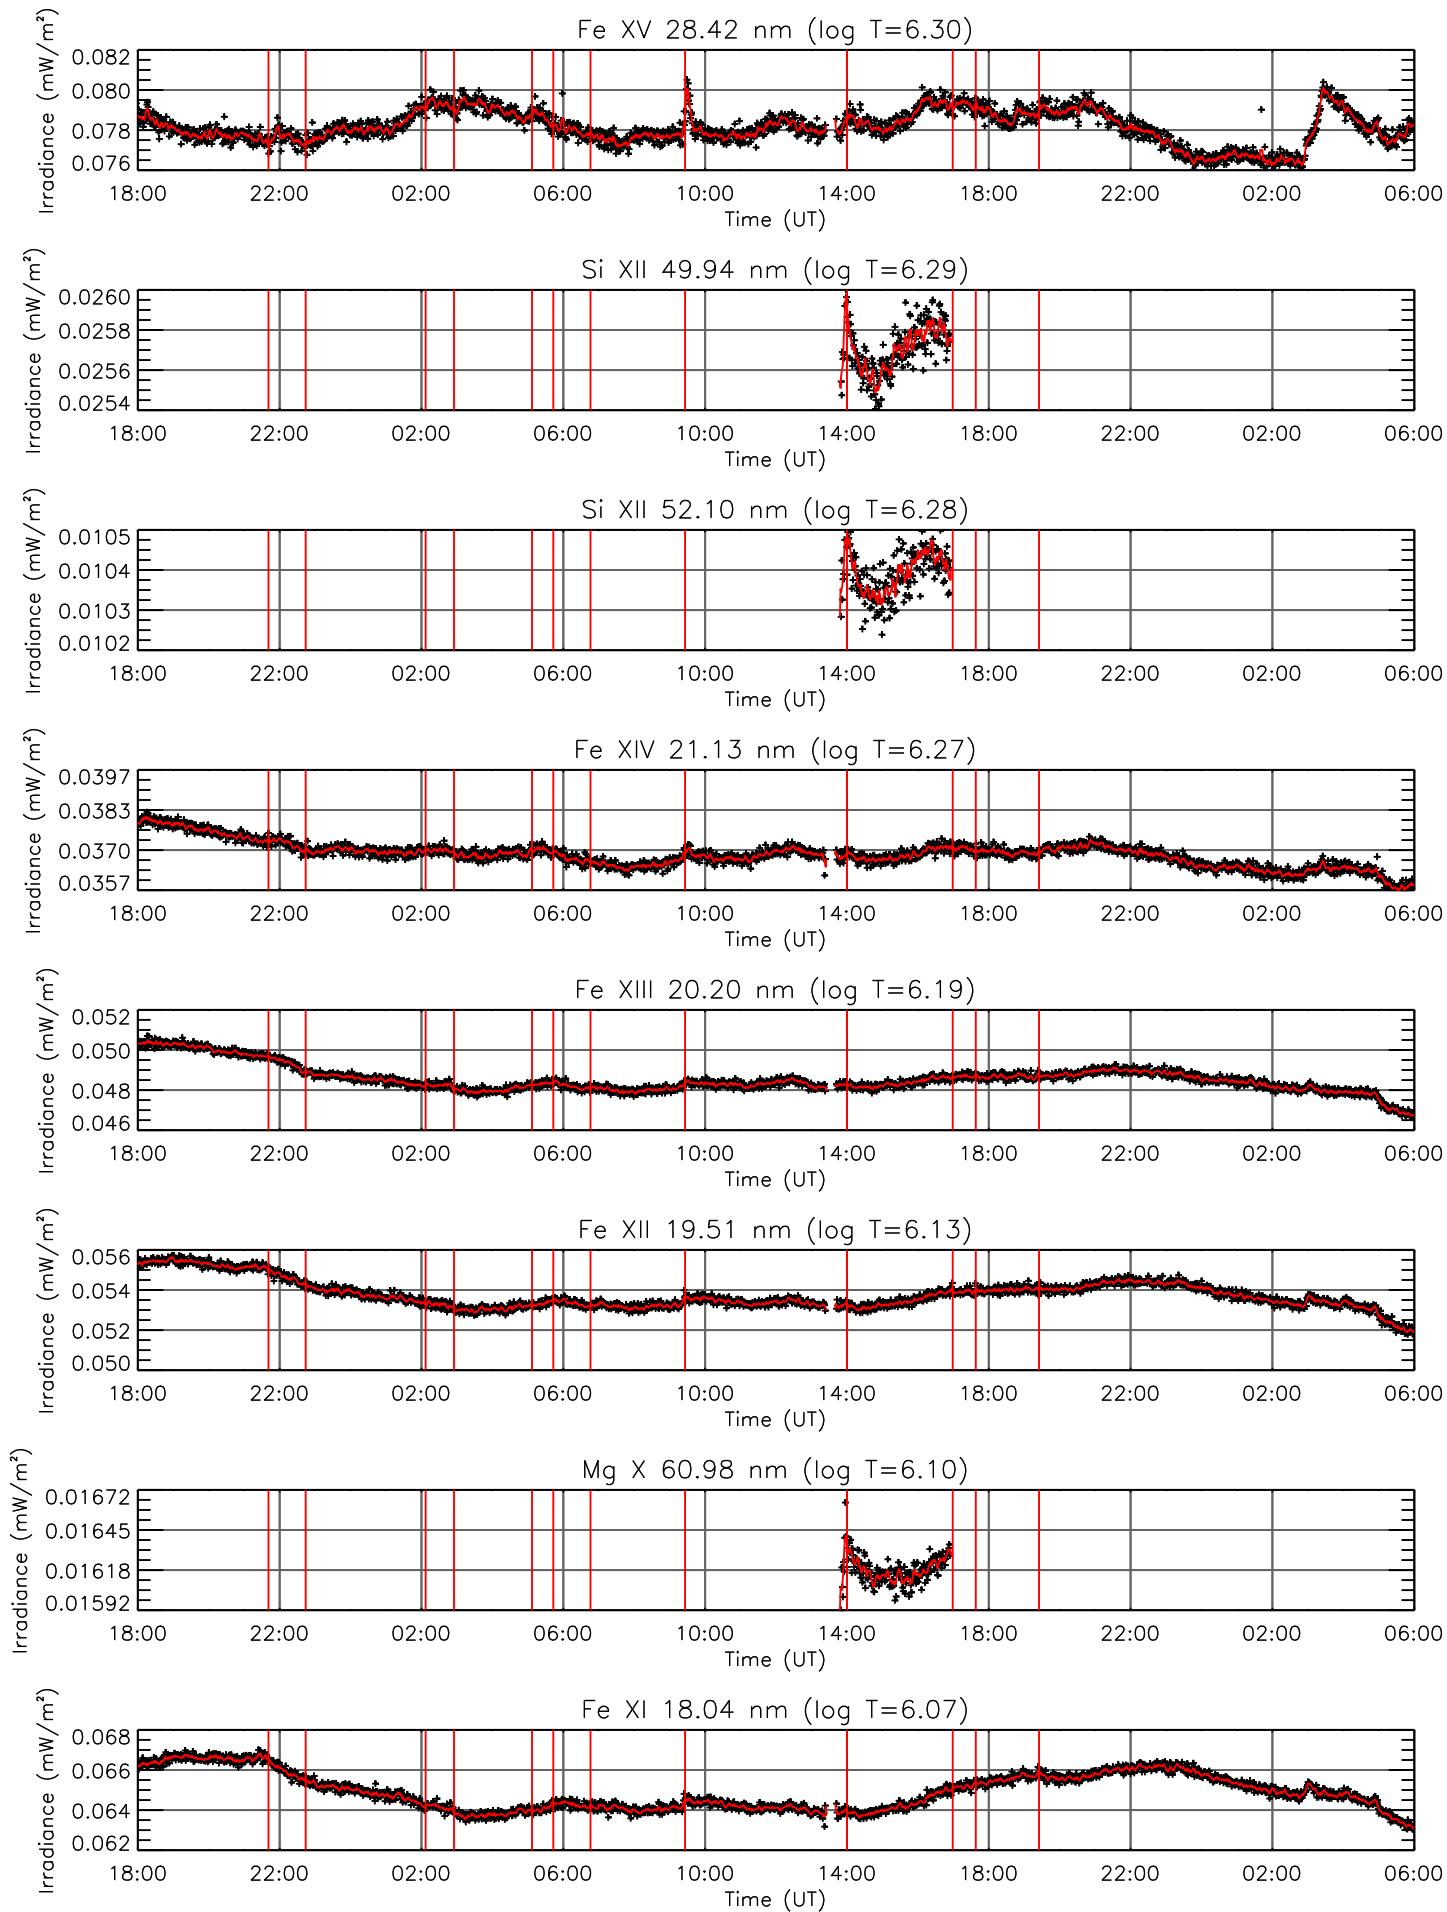 Fe XV 28.42 nm (log T=6.30)
Irradiance (mW/m²)
0.082
0.080
0.078
0.076
18:00 22:00 02:00 06:00 10:00 14:00 18:00 22:00 02:00 06:00
Time (UT)
Si XII 49.94 nm (log T=6.29)
Irradiance (mW/m²)
0.0260
0.0258
0.0256
0.0254
18:00 22:00 02:00 06:00 10:00 14:00 18:00 22:00 02:00 06:00
Time (UT)
Si XII 52.10 nm (log T=6.28)
Irradiance (mW/m²)
0.0105
0.0104
0.0103
0.0102
18:00 22:00 02:00 06:00 10:00 14:00 18:00 22:00 02:00 06:00
Time (UT)
Fe XIV 21.13 nm (log T=6.27)
Irradiance (mW/m²)
0.0397
0.0383
0.0370
0.0357
18:00 22:00 02:00 06:00 10:00 14:00 18:00 22:00 02:00 06:00
Time (UT)
Fe XIII 20.20 nm (log T=6.19)
Irradiance (mW/m²)
0.052
0.050
0.048
0.046
18:00 22:00 02:00 06:00 10:00 14:00 18:00 22:00 02:00 06:00
Time (UT)
Fe XII 19.51 nm (log T=6.13)
Irradiance (mW/m²)
0.056
0.054
0.052
0.050
18:00 22:00 02:00 06:00 10:00 14:00 18:00 22:00 02:00 06:00
Time (UT)
Mg X 60.98 nm (log T=6.10)
Irradiance (mW/m²)
0.01672
0.01645
0.01618
0.01592
18:00 22:00 02:00 06:00 10:00 14:00 18:00 22:00 02:00 06:00
Time (UT)
Fe XI 18.04 nm (log T=6.07)
Irradiance (mW/m²)
0.068
0.066
0.064
0.062
18:00 22:00 02:00 06:00 10:00 14:00 18:00 22:00 02:00 06:00
Time (UT)